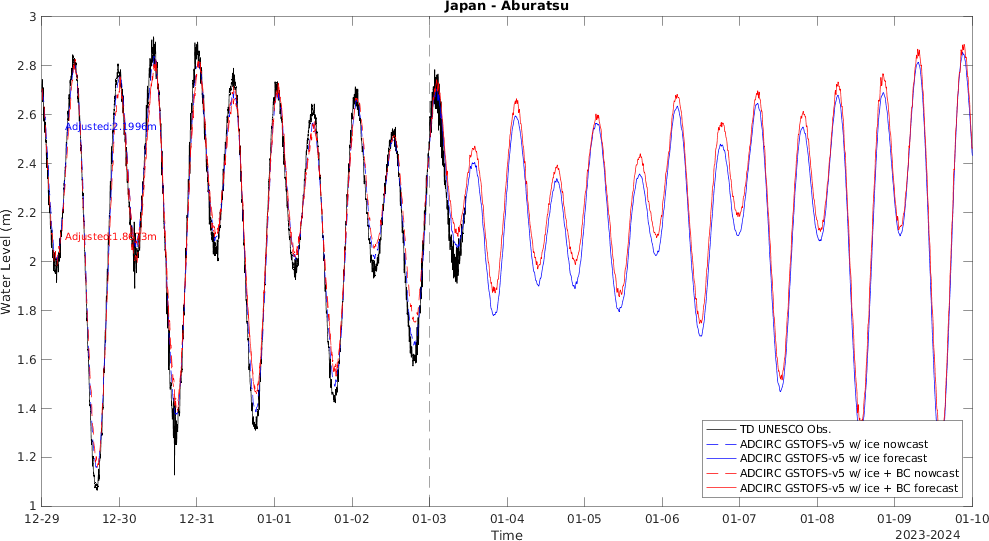 Japan - Aburatsu
3
2.8
2.6
2.4
2.2
2
1.8
1.6
1.4
1.2
1
Water Level (m)
Adjusted:2.1996m
TD UNESCO Obs.
ADCIRC GSTOFS-v5 w/ ice nowcast
ADCIRC GSTOFS-v5 w/ ice forecast
ADCIRC GSTOFS-v5 w/ ice + BC nowcast
ADCIRC GSTOFS-v5 w/ ice + BC forecast
12-29 12-30 12-31 01-01 01-02 01-03 01-04 01-05 01-06 01-07 01-08 01-09 01-10
Time
2023-2024